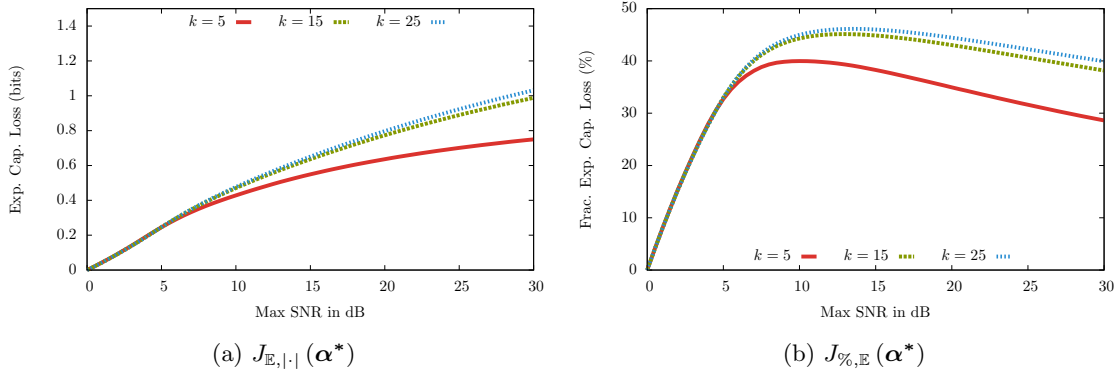 Exp. Cap. Loss (bits)
1.4
1.2
1
0.8
0.6
0.4
0.2
0
k = 5 k = 15 k = 25
0 5 10 15 20 25 30
Max SNR in dB
(a) J_{𝔼,|·|} (α*)
Frac. Exp. Cap. Loss (%)
50
40
30
20
10
0
k = 5 k = 15 k = 25
0 5 10 15 20 25 30
Max SNR in dB
(b) J_{%,𝔼} (α*)